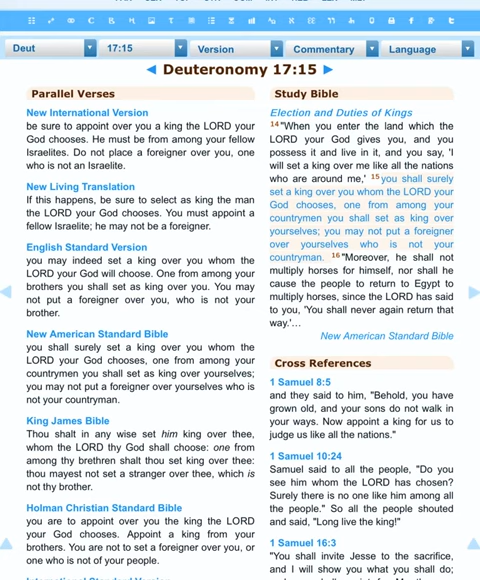 Deut
17:15
Version
Commentary
Language
◄ Deuteronomy 17:15 ►
Parallel Verses
New International Version
be sure to appoint over you a king the LORD your
God chooses. He must be from among your fellow
Israelites. Do not place a foreigner over you, one
who is not an Israelite.
New Living Translation
If this happens, be sure to select as king the man
the LORD your God chooses. You must appoint a
fellow Israelite; he may not be a foreigner.
English Standard Version
you may indeed set a king over you whom the
LORD your God will choose. One from among your
brothers you shall set as king over you. You may
not put a foreigner over you, who is not your
brother.
New American Standard Bible
you shall surely set a king over you whom the
LORD your God chooses, one from among your
countrymen you shall set as king over yourselves;
you may not put a foreigner over yourselves who is
not your countryman.
King James Bible
Thou shalt in any wise set him king over thee,
whom the LORD thy God shall choose: one from
among thy brethren shalt thou set king over thee:
thou mayest not set a stranger over thee, which is
not thy brother.
Holman Christian Standard Bible
you are to appoint over you the king the LORD
your God chooses. Appoint a king from your
brothers. You are not to set a foreigner over you, or
one who is not of your people.
International Standard Version
Study Bible
Election and Duties of Kings
14"When you enter the land which the
LORD your God gives you, and you
possess it and live in it, and you say, 'I
will set a king over me like all the nations
who are around me,' 15you shall surely
set a king over you whom the LORD your
God chooses, one from among your
countrymen you shall set as king over
yourselves; you may not put a foreigner
over yourselves who is not your
countryman. 16"Moreover, he shall not
multiply horses for himself, nor shall he
cause the people to return to Egypt to
multiply horses, since the LORD has said
to you, 'You shall never again return that
way.'…
New American Standard Bible
Cross References
1 Samuel 8:5
and they said to him, "Behold, you have
grown old, and your sons do not walk in
your ways. Now appoint a king for us to
judge us like all the nations."
1 Samuel 10:24
Samuel said to all the people, "Do you
see him whom the LORD has chosen?
Surely there is no one like him among all
the people." So all the people shouted
and said, "Long live the king!"
1 Samuel 16:3
"You shall invite Jesse to the sacrifice,
and I will show you what you shall do;